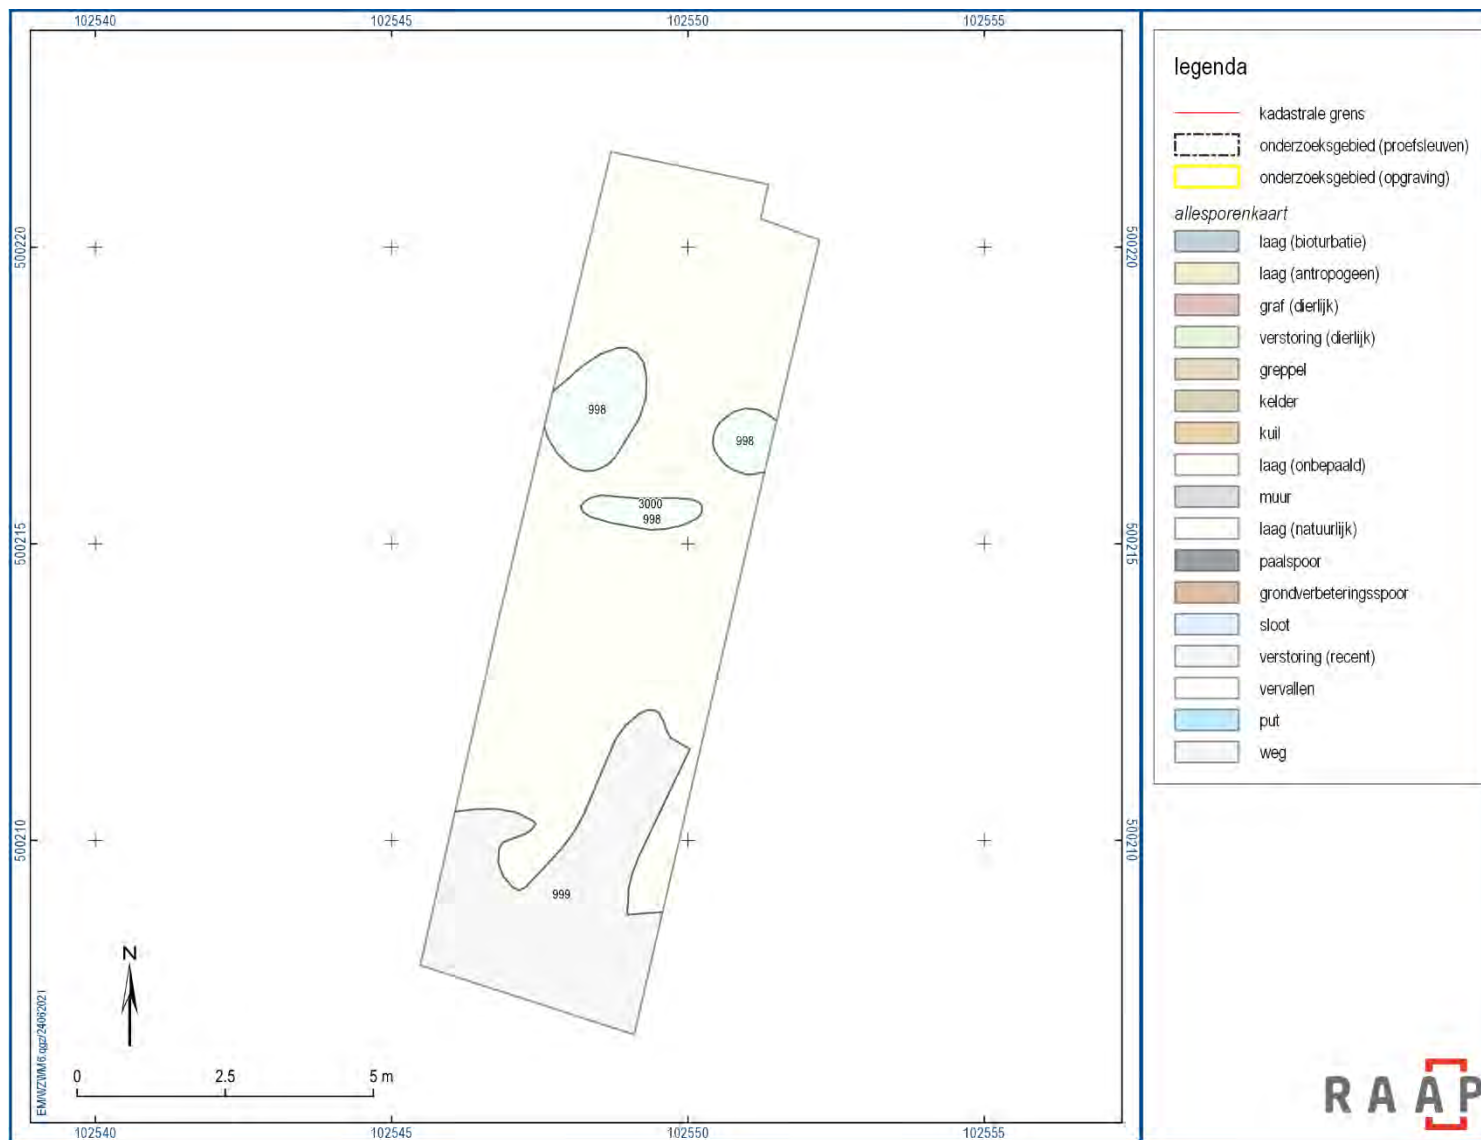 102540 102545 102550 102555
500220 500220
998
998
3000
998
500215 500215
500210 500210
999
N
0 2.5 5 m
102540 102545 102550 102555
legenda
kadastrale grens
onderzoeksgebied (proefsleuven)
onderzoeksgebied (opgraving)
allesporenkaart
laag (bioturbatie)
laag (antropogeen)
graf (dierlijk)
verstoring (dierlijk)
greppel
kelder
kuil
laag (onbepaald)
muur
laag (natuurlijk)
paalspoor
grondverbeteringsspoor
sloot
verstoring (recent)
vervallen
put
weg
RAAP